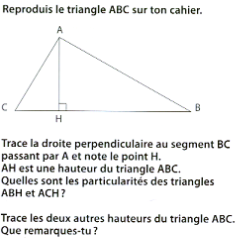 Reproduis le triangle ABC sur ton cahier.
A
C
B
H
Trace la droite perpendiculaire au segment BC
passant par A et note le point H.
AH est une hauteur du triangle ABC.
Quelles sont les particularités des triangles
ABH et ACH ?
Trace les deux autres hauteurs du triangle ABC.
Que remarques-tu ?